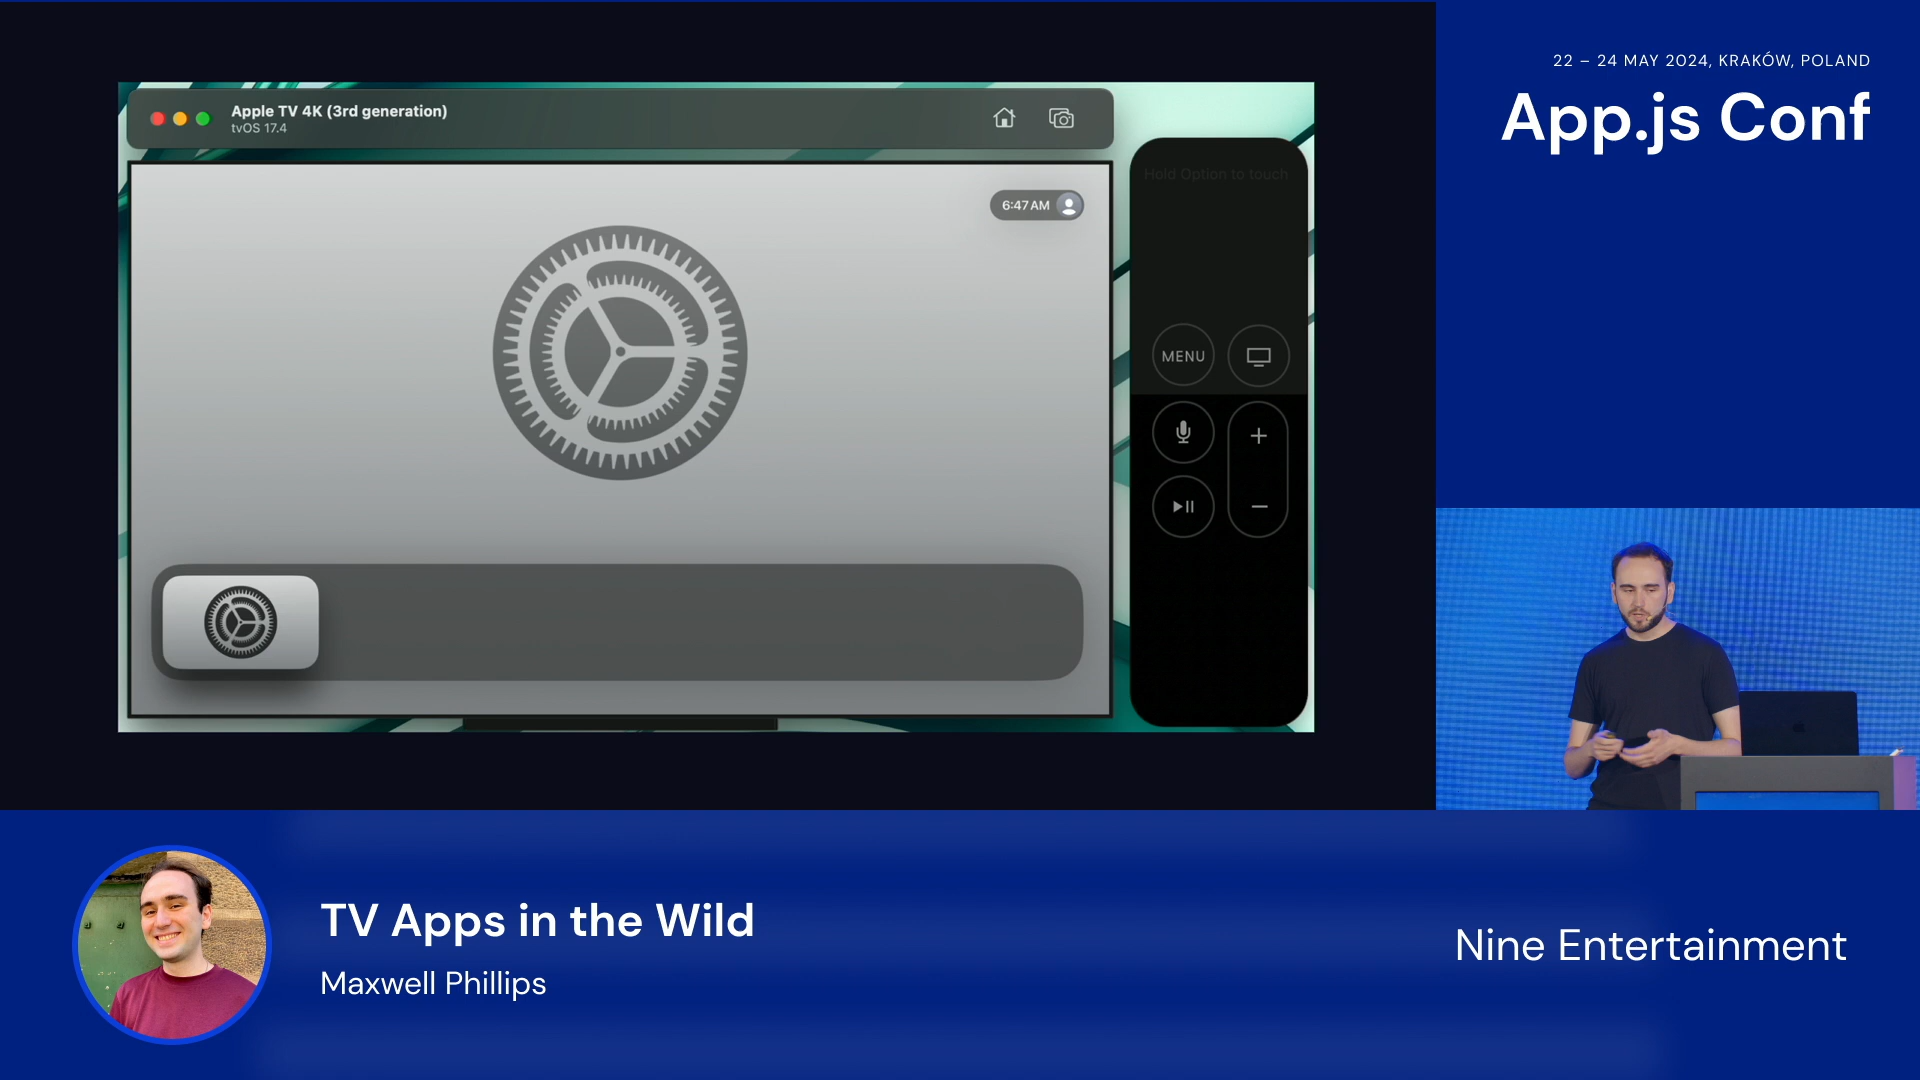 22 – 24 MAY 2024, KRAKÓW, POLAND
App.js Conf
Apple TV 4K (3rd generation)
tvOS 17.4
6:47 AM
Hold Option to touch
MENU
TV Apps in the Wild
Maxwell Phillips
Nine Entertainment